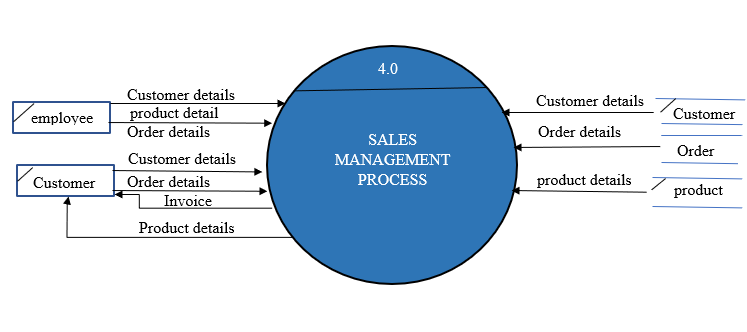 4.0
SALES
MANAGEMENT
PROCESS
employee
Customer details
product detail
Order details
Customer
Customer details
Order details
Invoice
Product details
Customer details
Customer
Order details
Order
product details
product